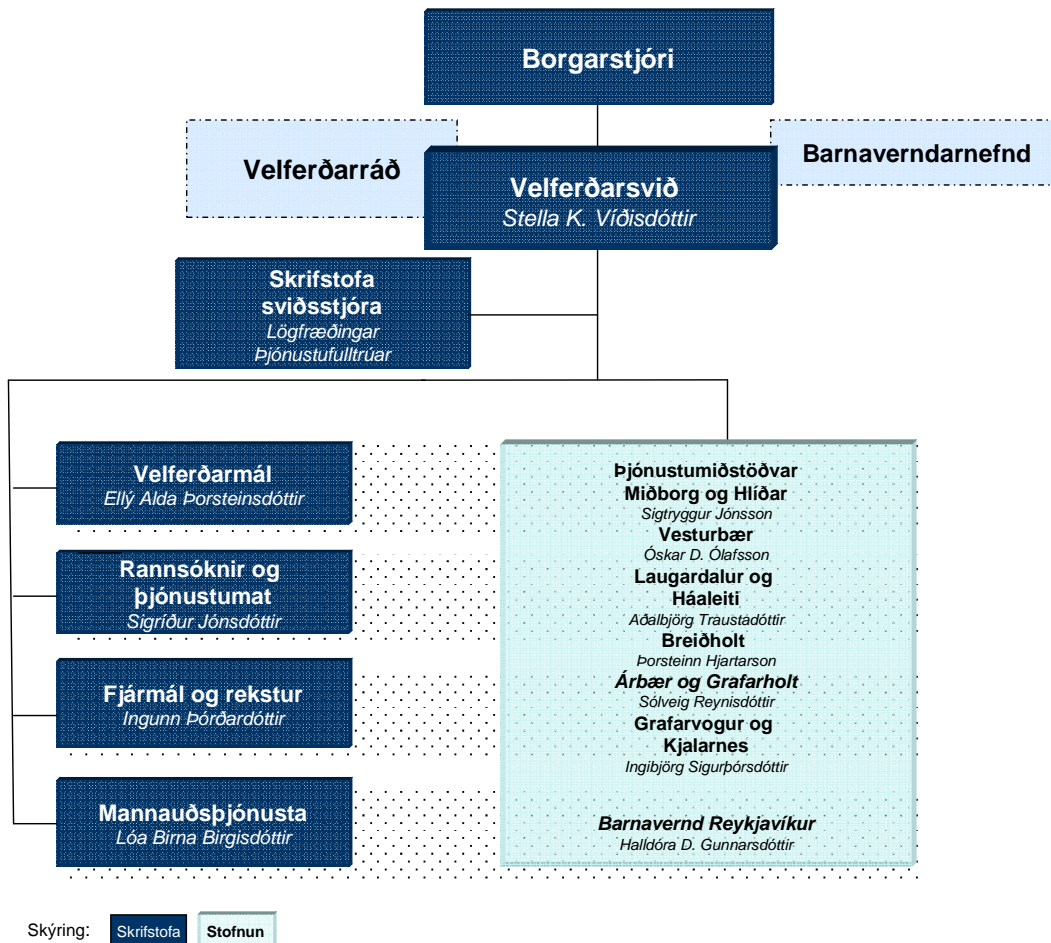 Borgarstjóri
Velferðarráð
Barnaverndarnefnd
Velferðarsvið
Stella K. Víðisdóttir
Skrifstofa
sviðsstjóra
Lögfræðingar
Þjónustufulltrúar
Velferðarmál
Ellý Alda Þorsteinsdóttir
Rannsóknir og
þjónustumat
Sigríður Jónsdóttir
Fjármál og rekstur
Ingunn Þórðardóttir
Mannauðsþjónusta
Lóa Birna Birgisdóttir
Þjónustumiðstöðvar
Miðborg og Hlíðar
Sigtryggur Jónsson
Vesturbær
Óskar D. Ólafsson
Laugardalur og
Háaleiti
Aðalbjörg Traustadóttir
Breiðholt
Þorsteinn Hjartarson
Árbær og Grafarholt
Sólveig Reynisdóttir
Grafarvogur og
Kjalarnes
Ingibjörg Sigurþórsdóttir
Barnavernd Reykjavíkur
Halldóra D. Gunnarsdóttir
Skýring: Skrifstofa Stofnun